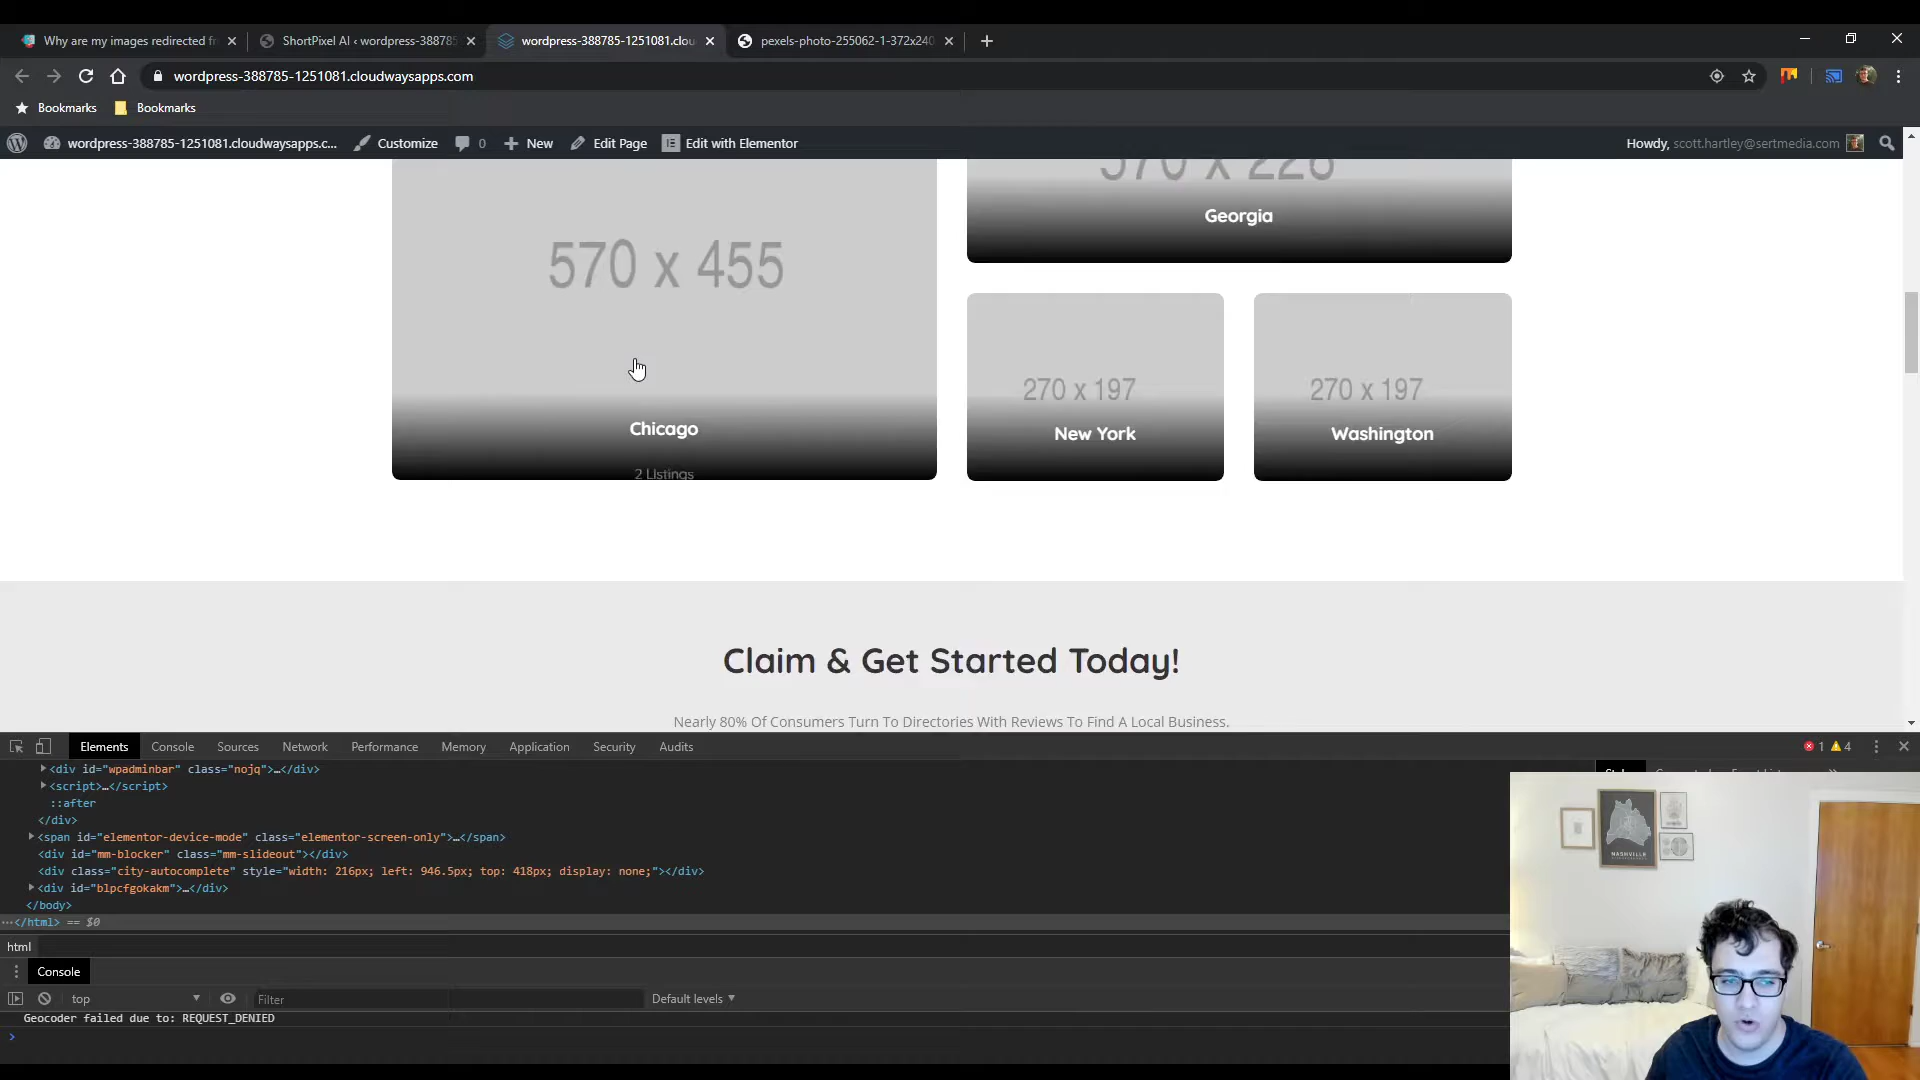 Why are my images redirected fr
ShortPixel AI ‹ wordpress-388785
wordpress-388785-1251081.clou
pexels-photo-255062-1-372x240
wordpress-388785-1251081.cloudwaysapps.com
Bookmarks
Bookmarks
wordpress-388785-1251081.cloudwaysapps.c...
Customize
0
New
Edit Page
Edit with Elementor
Howdy, scott.hartley@sertmedia.com
570 x 228
Georgia
570 x 455
270 x 197
270 x 197
Chicago
New York
Washington
2 Listings
Claim & Get Started Today!
Nearly 80% Of Consumers Turn To Directories With Reviews To Find A Local Business.
Elements Console Sources Network Performance Memory Application Security Audits
1 4
<div id="wpadminbar" class="nojq">…</div>
<script>…</script>
::after
</div>
<span id="elementor-device-mode" class="elementor-screen-only">…</span>
<div id="mm-blocker" class="mm-slideout"></div>
<div class="city-autocomplete" style="width: 216px; left: 946.5px; top: 418px; display: none;"></div>
<div id="blpcfgokakm">…</div>
</body>
…</html> == $0
html
Console
top
Filter
Default levels
Geocoder failed due to: REQUEST_DENIED
NASHVILLE